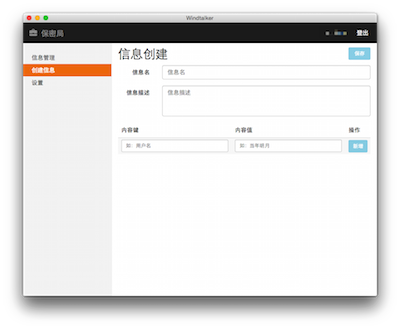 Windtalker
保密局
登出
信息管理
创建信息
设置
信息创建
保存
信息名
信息名
信息描述
信息描述
内容键 内容值 操作
如：用户名 如：当年明月 新增